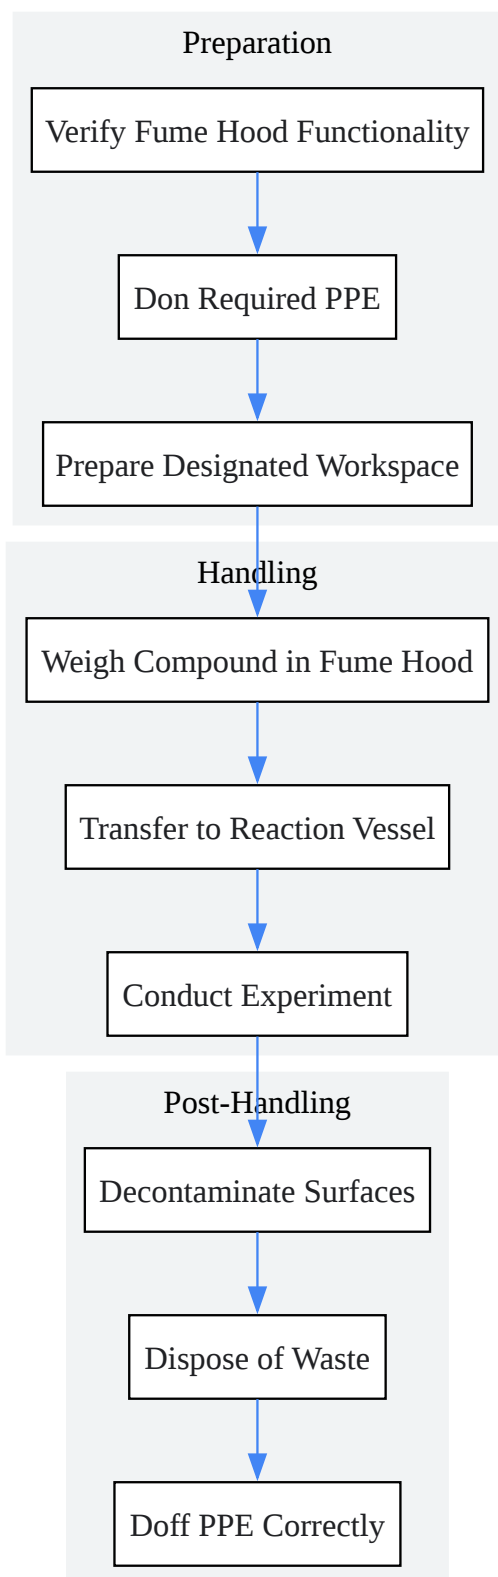 Preparation
Verify Fume Hood Functionality
Don Required PPE
Prepare Designated Workspace
Handling
Weigh Compound in Fume Hood
Transfer to Reaction Vessel
Conduct Experiment
Post-Handling
Decontaminate Surfaces
Dispose of Waste
Doff PPE Correctly